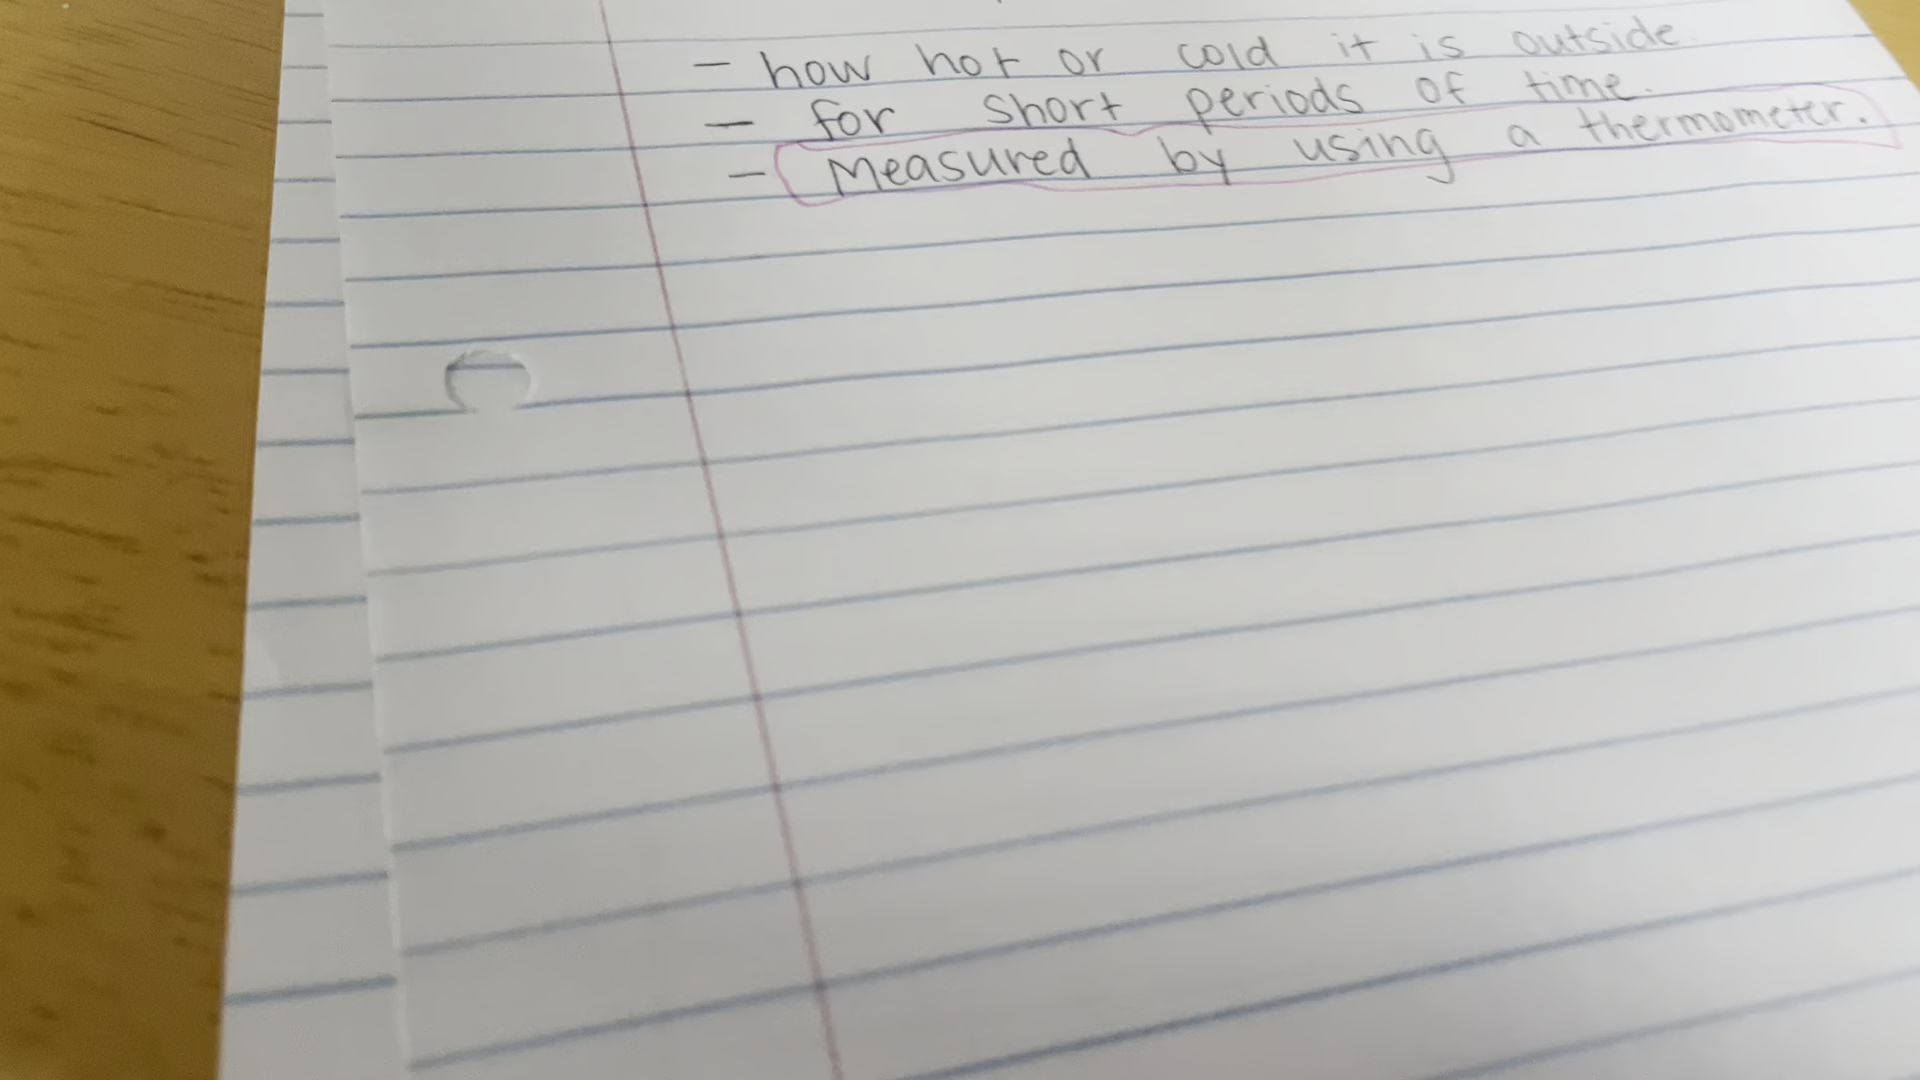 - how hot or cold it is outside.
- for short periods of time.
- Measured by using a thermometer.